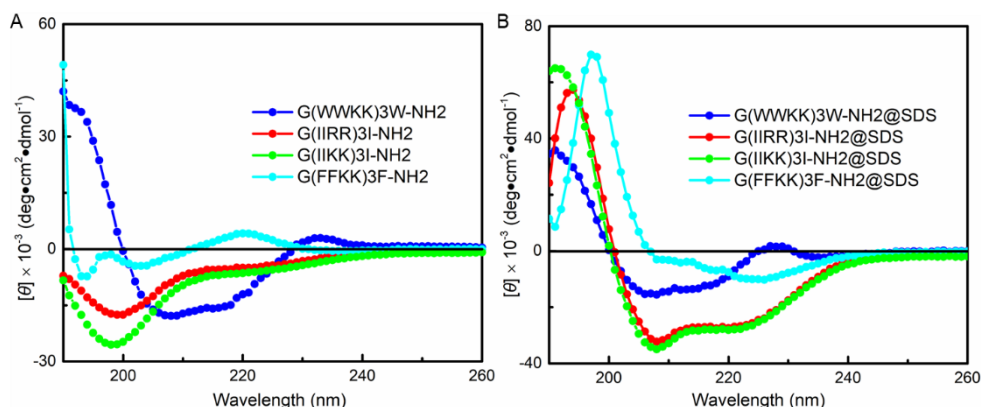 A
60
30
0
-30
[θ] × 10⁻³ (deg•cm²•dmol⁻¹)
G(WWKK)3W-NH2
G(IIRR)3I-NH2
G(IIKK)3I-NH2
G(FFKK)3F-NH2
200
220
240
260
Wavelength (nm)
B
80
40
0
-40
[θ] × 10⁻³ (deg•cm²•dmol⁻¹)
G(WWKK)3W-NH2@SDS
G(IIRR)3I-NH2@SDS
G(IIKK)3I-NH2@SDS
G(FFKK)3F-NH2@SDS
200
220
240
260
Wavelength (nm)